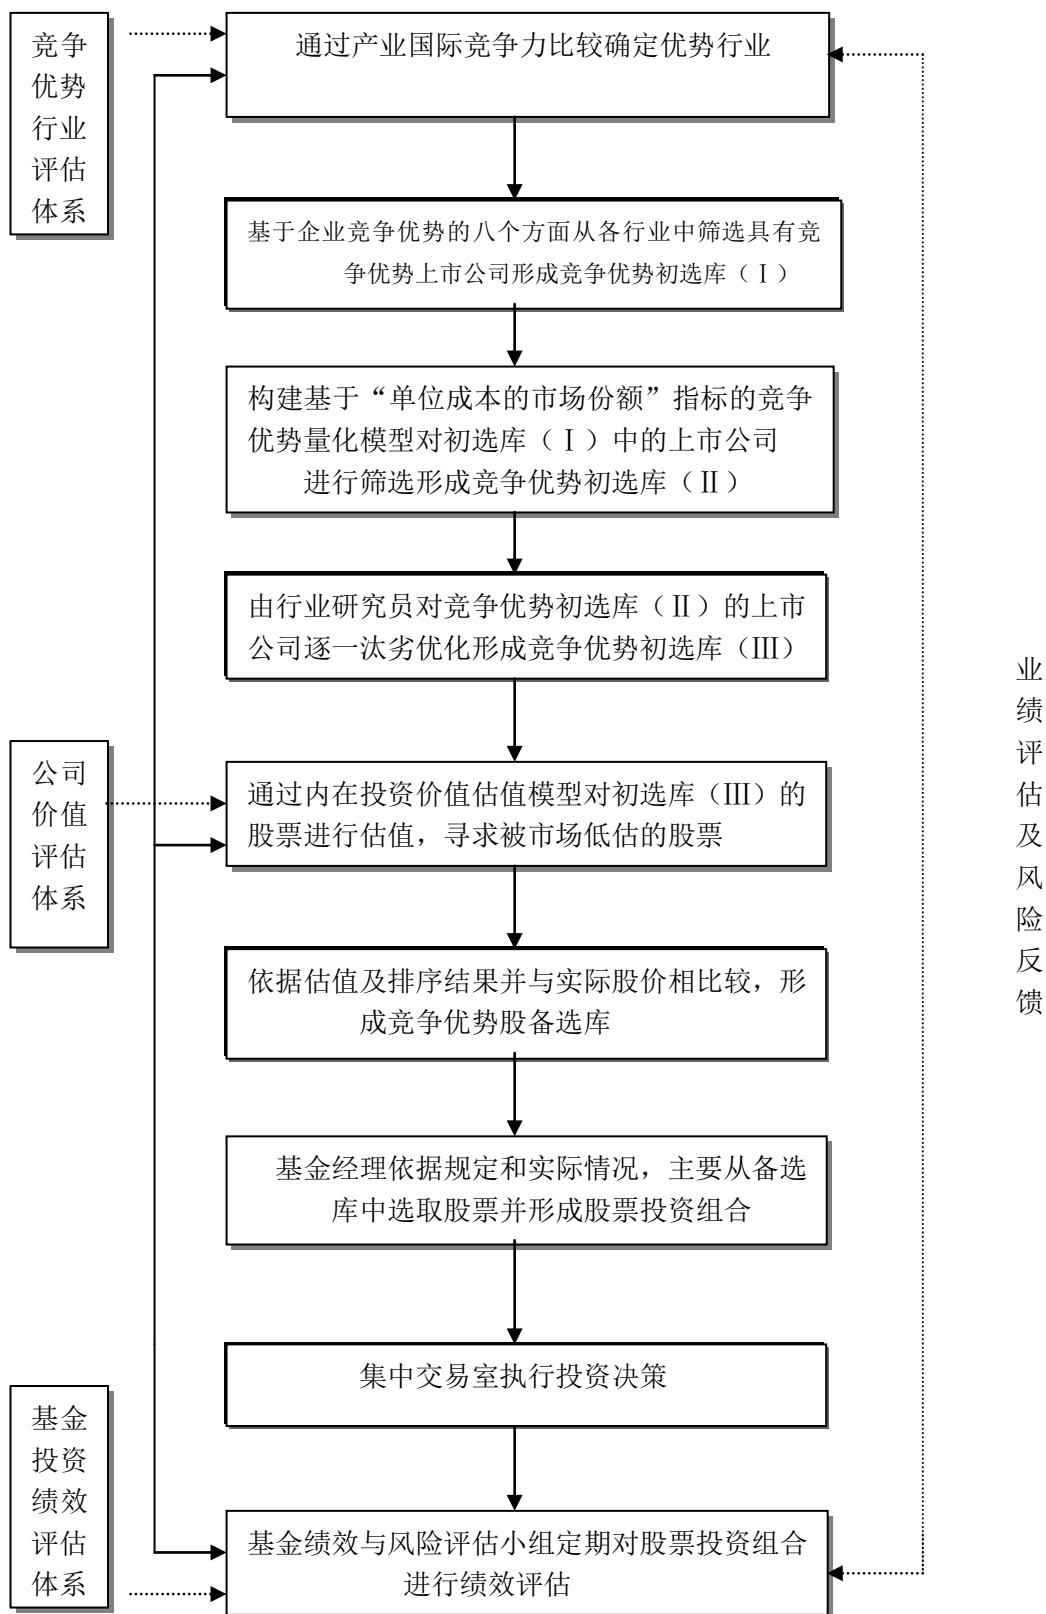 竞争
优势
行业
评估
体系
通过产业国际竞争力比较确定优势行业
基于企业竞争优势的八个方面从各行业中筛选具有竞
争优势上市公司形成竞争优势初选库（Ⅰ）
构建基于“单位成本的市场份额”指标的竞争
优势量化模型对初选库（Ⅰ）中的上市公司
进行筛选形成竞争优势初选库（Ⅱ）
由行业研究员对竞争优势初选库（Ⅱ）的上市
公司逐一汰劣优化形成竞争优势初选库（Ⅲ）
公司
价值
评估
体系
通过内在投资价值估值模型对初选库（Ⅲ）的
股票进行估值，寻求被市场低估的股票
依据估值及排序结果并与实际股价相比较，形
成竞争优势股备选库
基金经理依据规定和实际情况，主要从备选
库中选取股票并形成股票投资组合
集中交易室执行投资决策
基金
投资
绩效
评估
体系
基金绩效与风险评估小组定期对股票投资组合
进行绩效评估
业
绩
评
估
及
风
险
反
馈